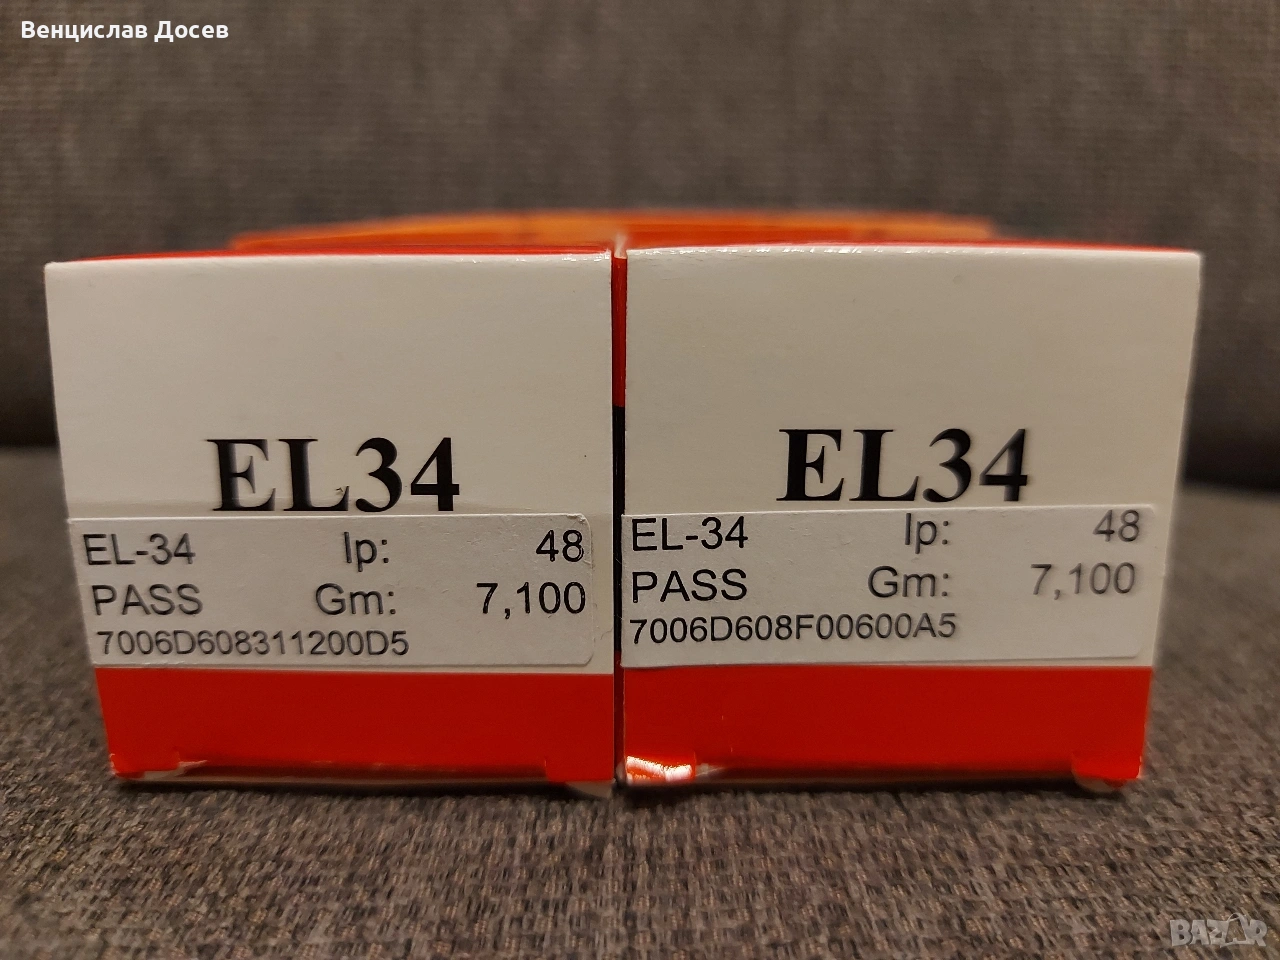 Венцислав Досев
EL34
EL-34 Ip: 48
PASS Gm: 7,100
7006D608311200D5
EL34
EL-34 Ip: 48
PASS Gm: 7,100
7006D608F00600A5
BAZAR